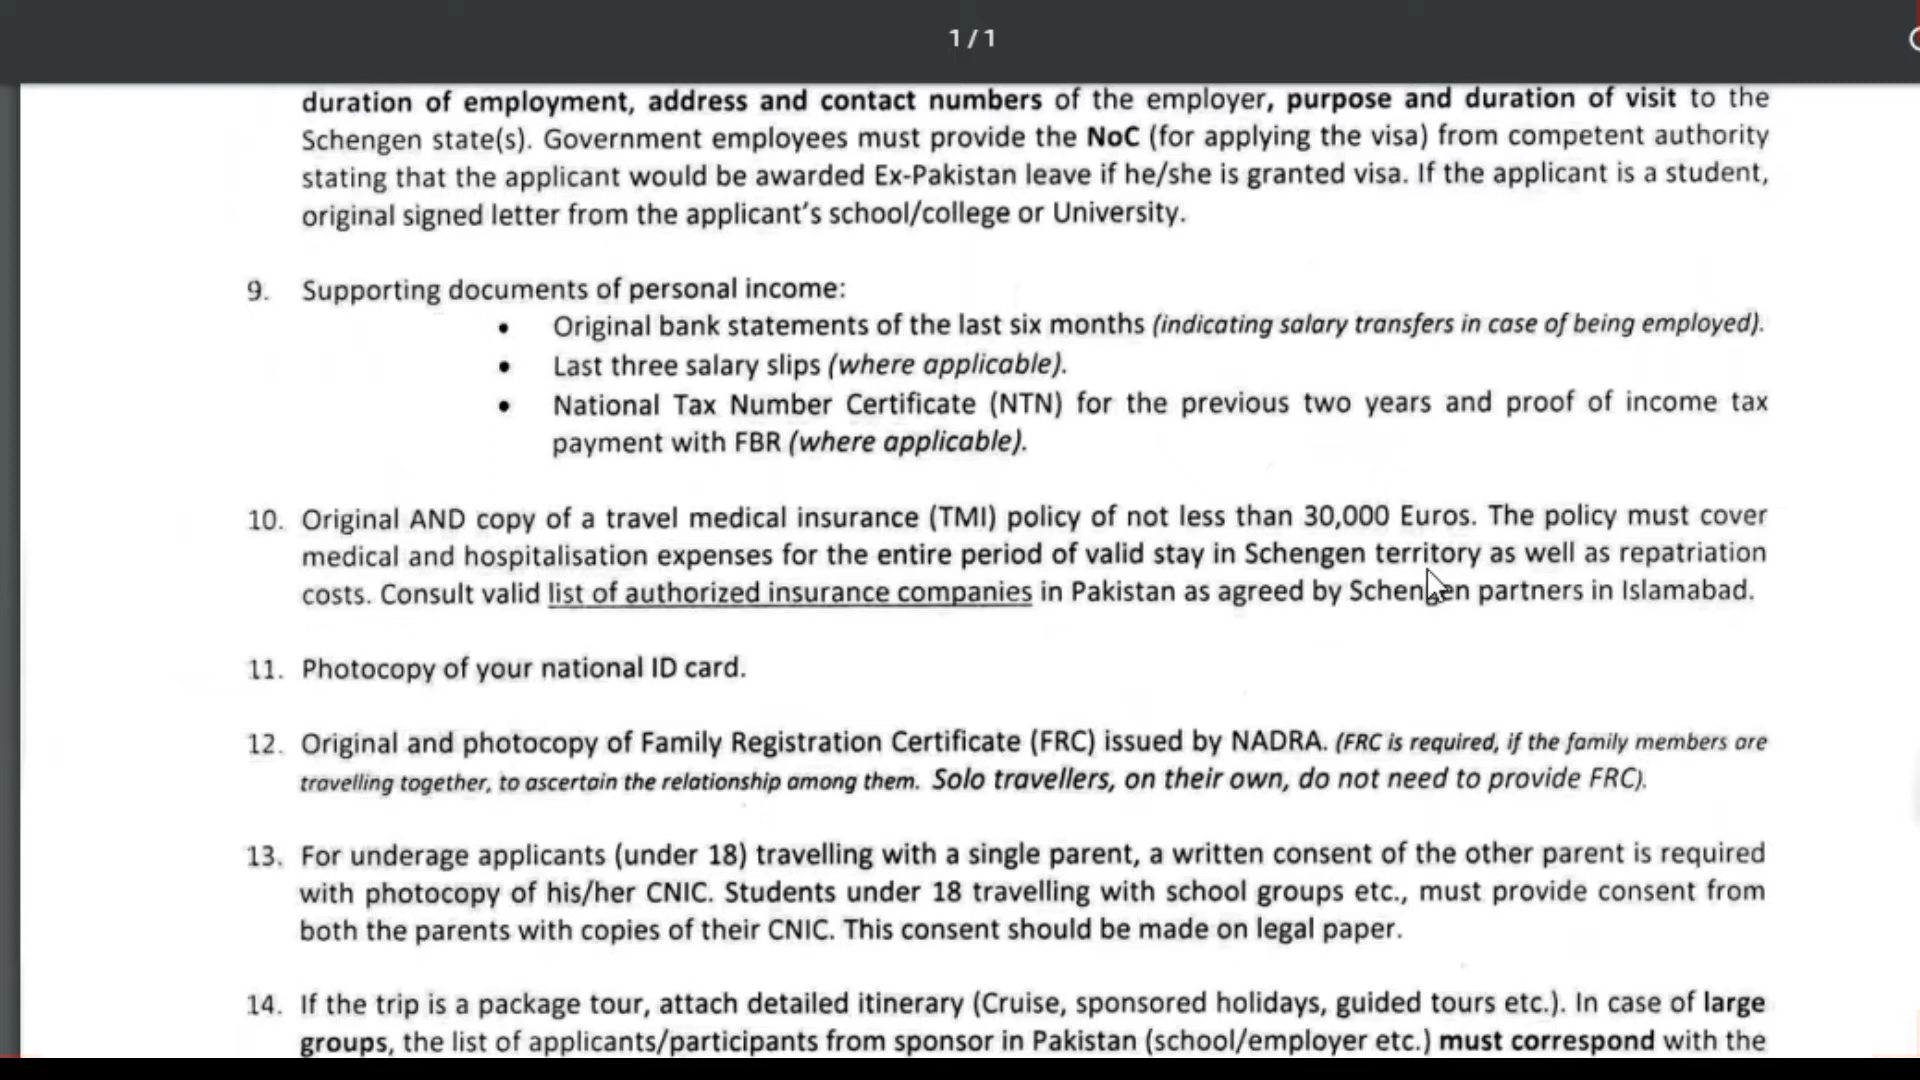 1 / 1
duration of employment, address and contact numbers of the employer, purpose and duration of visit to the
Schengen state(s). Government employees must provide the NoC (for applying the visa) from competent authority
stating that the applicant would be awarded Ex-Pakistan leave if he/she is granted visa. If the applicant is a student,
original signed letter from the applicant's school/college or University.
9. Supporting documents of personal income:
• Original bank statements of the last six months (indicating salary transfers in case of being employed).
• Last three salary slips (where applicable).
• National Tax Number Certificate (NTN) for the previous two years and proof of income tax
payment with FBR (where applicable).
10. Original AND copy of a travel medical insurance (TMI) policy of not less than 30,000 Euros. The policy must cover
medical and hospitalisation expenses for the entire period of valid stay in Schengen territory as well as repatriation
costs. Consult valid list of authorized insurance companies in Pakistan as agreed by Schengen partners in Islamabad.
11. Photocopy of your national ID card.
12. Original and photocopy of Family Registration Certificate (FRC) issued by NADRA. (FRC is required, if the family members are
travelling together, to ascertain the relationship among them. Solo travellers, on their own, do not need to provide FRC).
13. For underage applicants (under 18) travelling with a single parent, a written consent of the other parent is required
with photocopy of his/her CNIC. Students under 18 travelling with school groups etc., must provide consent from
both the parents with copies of their CNIC. This consent should be made on legal paper.
14. If the trip is a package tour, attach detailed itinerary (Cruise, sponsored holidays, guided tours etc.). In case of large
groups, the list of applicants/participants from sponsor in Pakistan (school/employer etc.) must correspond with the